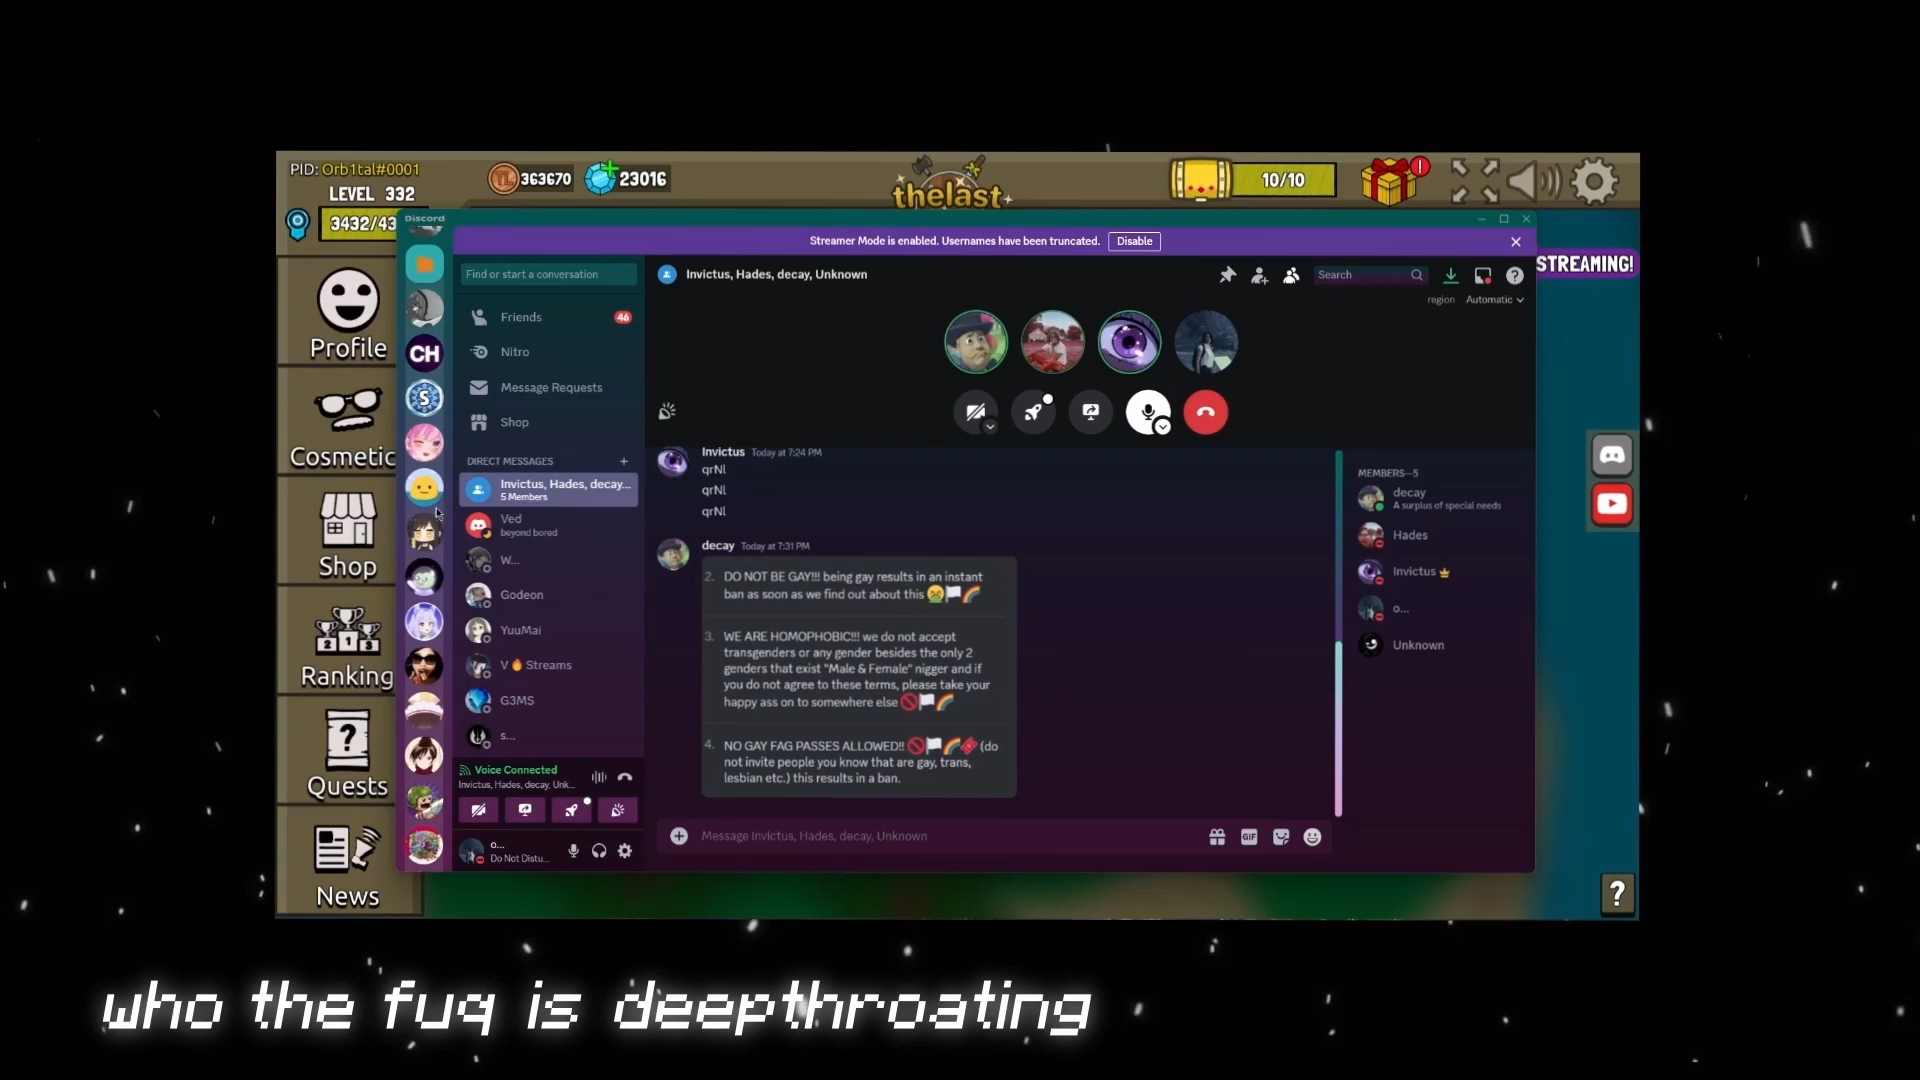 PID: Orb1tal#0001
LEVEL 332
3432/43
363670
23016
thelast
10/10
Discord
Streamer Mode is enabled. Usernames have been truncated.
Disable
STREAMING!
Find or start a conversation
Invictus, Hades, decay, Unknown
Search
region
Automatic
Friends
46
Nitro
Message Requests
Shop
DIRECT MESSAGES
Invictus, Hades, decay...
5 Members
Ved
beyond bored
W...
Godeon
YuuMai
V🔥Streams
G3MS
s...
Voice Connected
Invictus, Hades, decay, Unk...
o...
Do Not Distu...
CH
S
Profile
Cosmetic
Shop
Ranking
Quests
News
Invictus Today at 7:24 PM
qrNl
qrNl
qrNl
decay Today at 7:31 PM
2. DO NOT BE GAY!!! being gay results in an instant
ban as soon as we find out about this 🤮🏳️🌈
3. WE ARE HOMOPHOBIC!!! we do not accept
transgenders or any gender besides the only 2
genders that exist "Male & Female" nigger and if
you do not agree to these terms, please take your
happy ass on to somewhere else 🚫🏳️🌈
4. NO GAY FAG PASSES ALLOWED!! 🚫🏳️🌈 (do
not invite people you know that are gay, trans,
lesbian etc.) this results in a ban.
Message Invictus, Hades, decay, Unknown
GIF
MEMBERS—5
decay
A surplus of special needs
Hades
Invictus
o...
Unknown
who the fuq is deepthroating